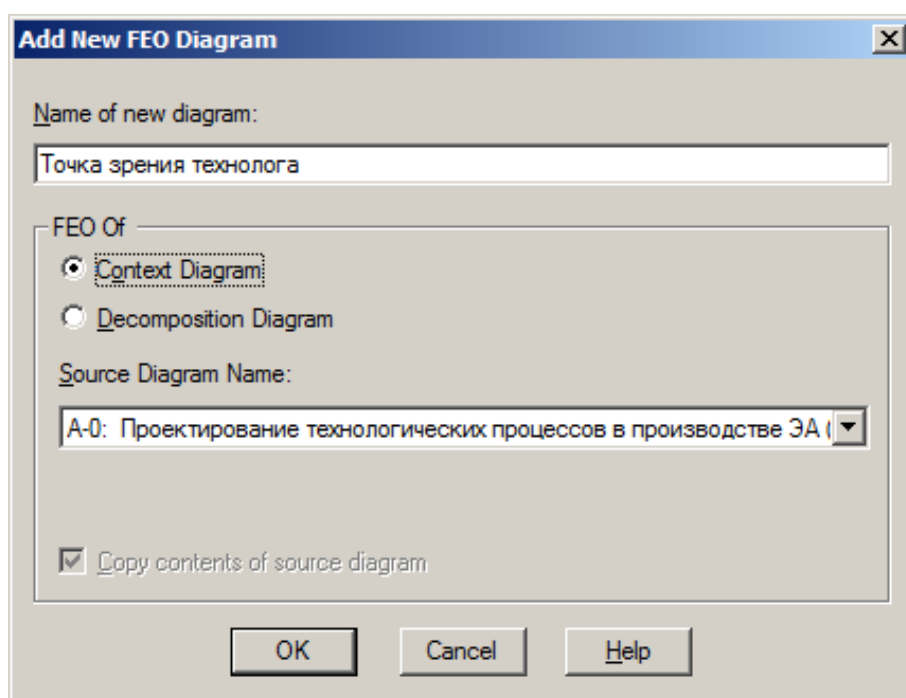 Add New FEO Diagram
Name of new diagram:
Точка зрения технолога
FEO Of
Context Diagram
Decomposition Diagram
Source Diagram Name:
А-0: Проектирование технологических процессов в производстве ЭА (
Copy contents of source diagram
OK Cancel Help